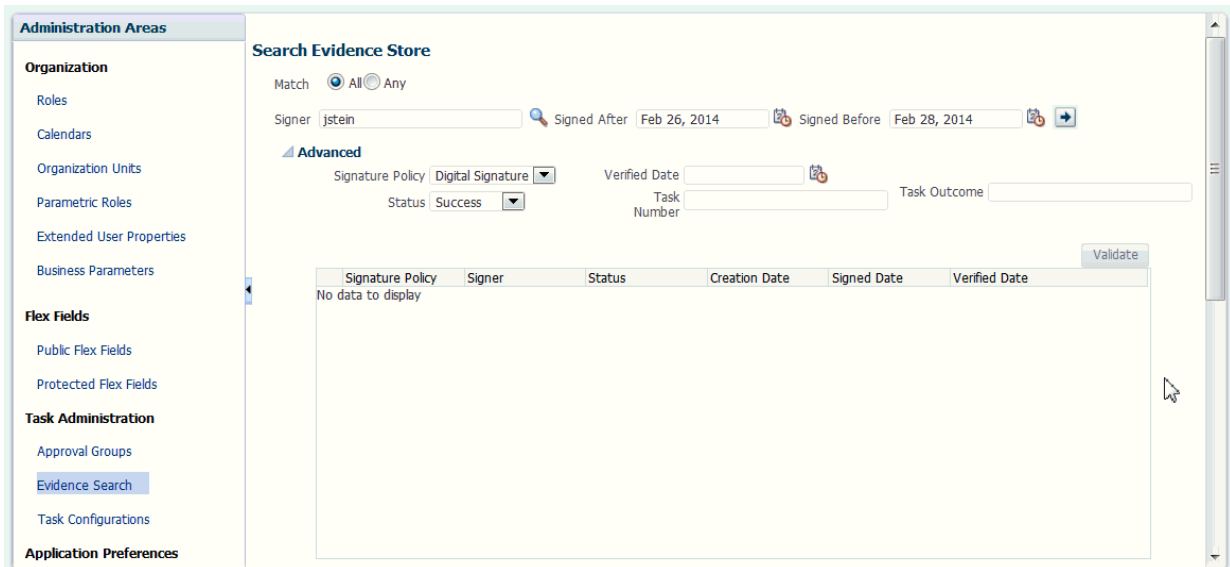 Administration Areas
Organization
Roles
Calendars
Organization Units
Parametric Roles
Extended User Properties
Business Parameters
Flex Fields
Public Flex Fields
Protected Flex Fields
Task Administration
Approval Groups
Evidence Search
Task Configurations
Application Preferences
Search Evidence Store
Match All Any
Signer jstein Signed After Feb 26, 2014 Signed Before Feb 28, 2014
Advanced
Signature Policy Digital Signature Verified Date
Status Success Task Number Task Outcome
Validate
Signature Policy Signer Status Creation Date Signed Date Verified Date
No data to display